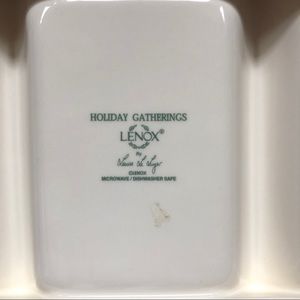 HOLIDAY GATHERINGS
LENOX®
BY
©LENOX
MICROWAVE / DISHWASHER SAFE